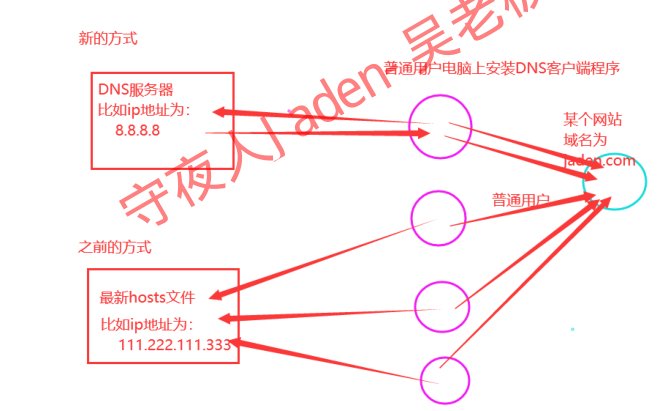 新的方式
普通用户电脑上安装DNS客户端程序
DNS服务器
比如ip地址为：
8.8.8.8
某个网站
域名为
jaden.com
普通用户
之前的方式
最新hosts文件
比如ip地址为：
111.222.111.333
守夜人Jaden 吴老板